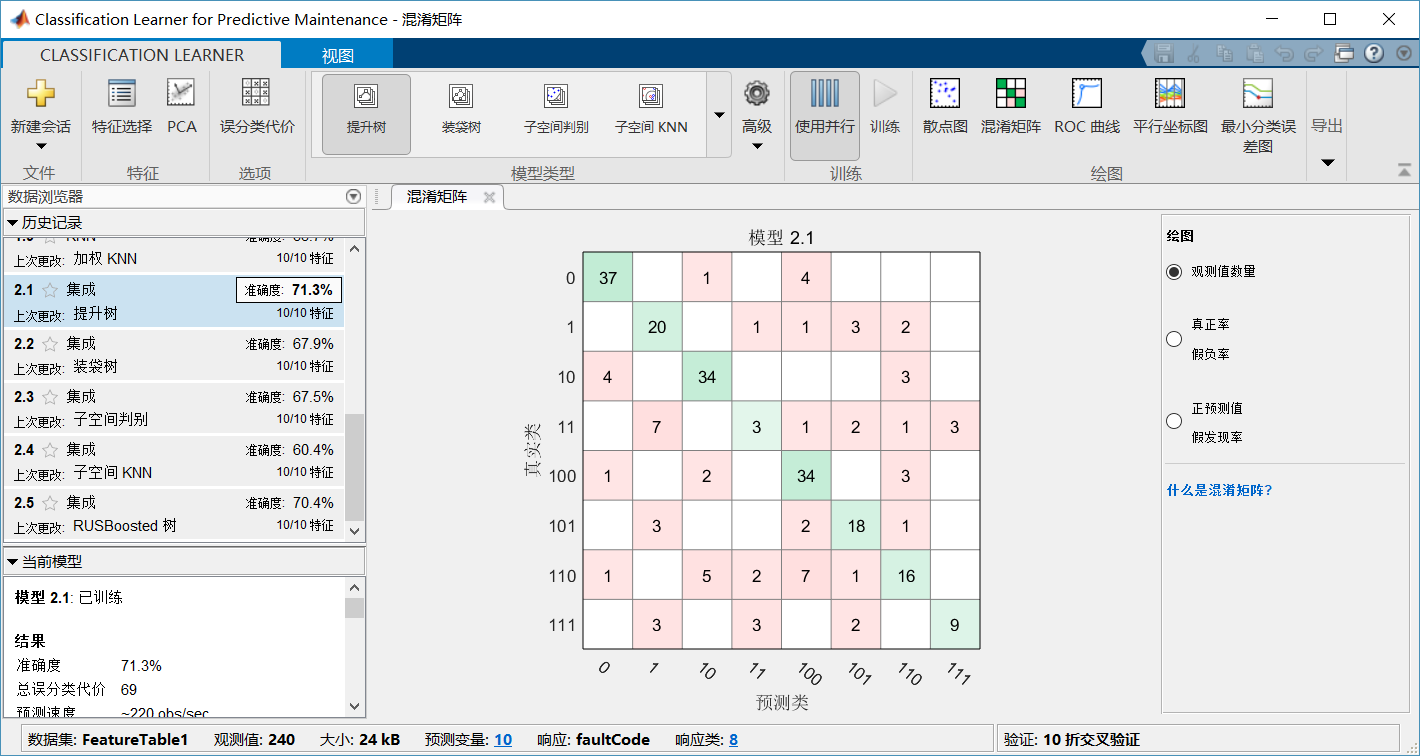 Classification Learner for Predictive Maintenance - 混淆矩阵
CLASSIFICATION LEARNER
视图
新建会话
特征选择
PCA
误分类代价
提升树
装袋树
子空间判别
子空间 KNN
高级
使用并行
训练
散点图
混淆矩阵
ROC 曲线
平行坐标图
最小分类误
差图
导出
文件
特征
选项
模型类型
训练
绘图
数据浏览器
历史记录
上次更改: 加权 KNN 10/10 特征
2.1 集成 准确度: 71.3%
上次更改: 提升树 10/10 特征
2.2 集成 准确度: 67.9%
上次更改: 装袋树 10/10 特征
2.3 集成 准确度: 67.5%
上次更改: 子空间判别 10/10 特征
2.4 集成 准确度: 60.4%
上次更改: 子空间 KNN 10/10 特征
2.5 集成 准确度: 70.4%
上次更改: RUSBoosted 树 10/10 特征
当前模型
模型 2.1: 已训练
结果
准确度 71.3%
总误分类代价 69
预测速度 ~220 obs/sec
混淆矩阵
模型 2.1
真实类
0 37 1 4
1 20 1 1 3 2
10 4 34 3
11 7 3 1 2 1 3
100 1 2 34 3
101 3 2 18 1
110 1 5 2 7 1 16
111 3 3 2 9
0 1 10 11 100 101 110 111
预测类
绘图
观测值数量
真正率
假负率
正预测值
假发现率
什么是混淆矩阵?
数据集: FeatureTable1 观测值: 240 大小: 24 kB 预测变量: 10 响应: faultCode 响应类: 8
验证: 10 折交叉验证